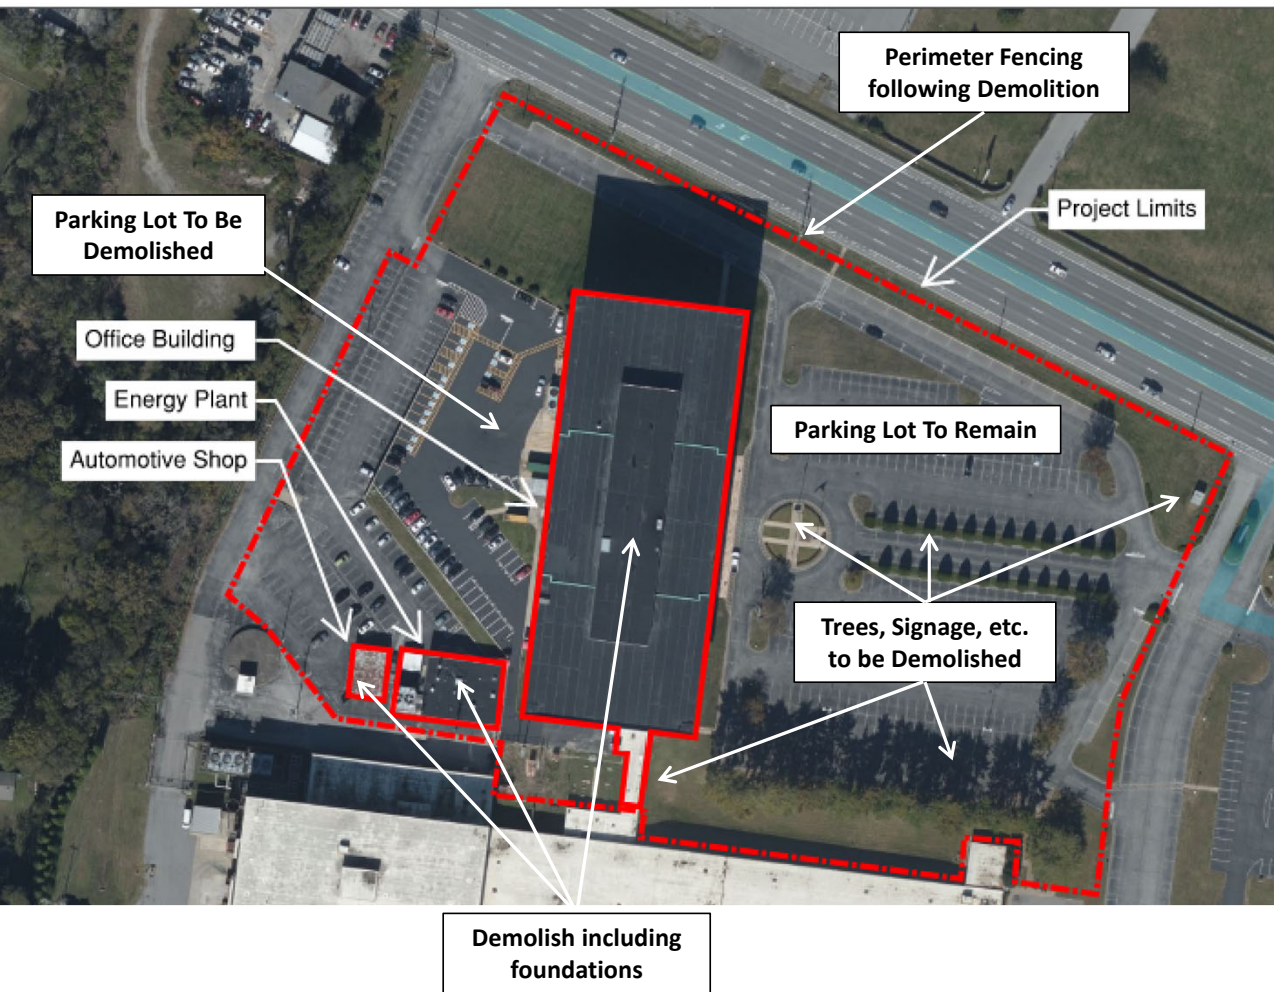 Perimeter Fencing
following Demolition
Project Limits
Parking Lot To Be
Demolished
Office Building
Energy Plant
Automotive Shop
Parking Lot To Remain
Trees, Signage, etc.
to be Demolished
Demolish including
foundations